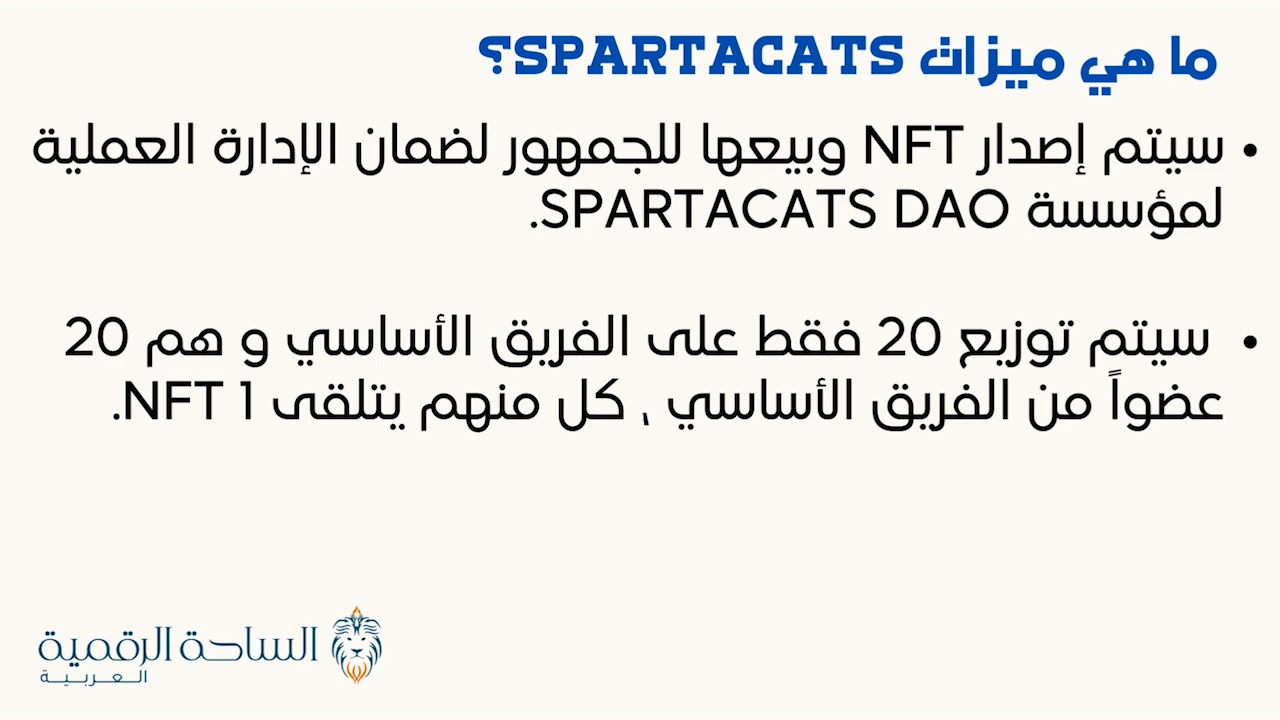 ما هي ميزات SPARTACATS؟
• سيتم إصدار NFT وبيعها للجمهور لضمان الإدارة العملية
لمؤسسة SPARTACATS DAO.
• سيتم توزيع 20 فقط على الفريق الأساسي و هم 20
عضواً من الفريق الأساسي , كل منهم يتلقى 1 NFT.
الساحة الرقمية
العربية